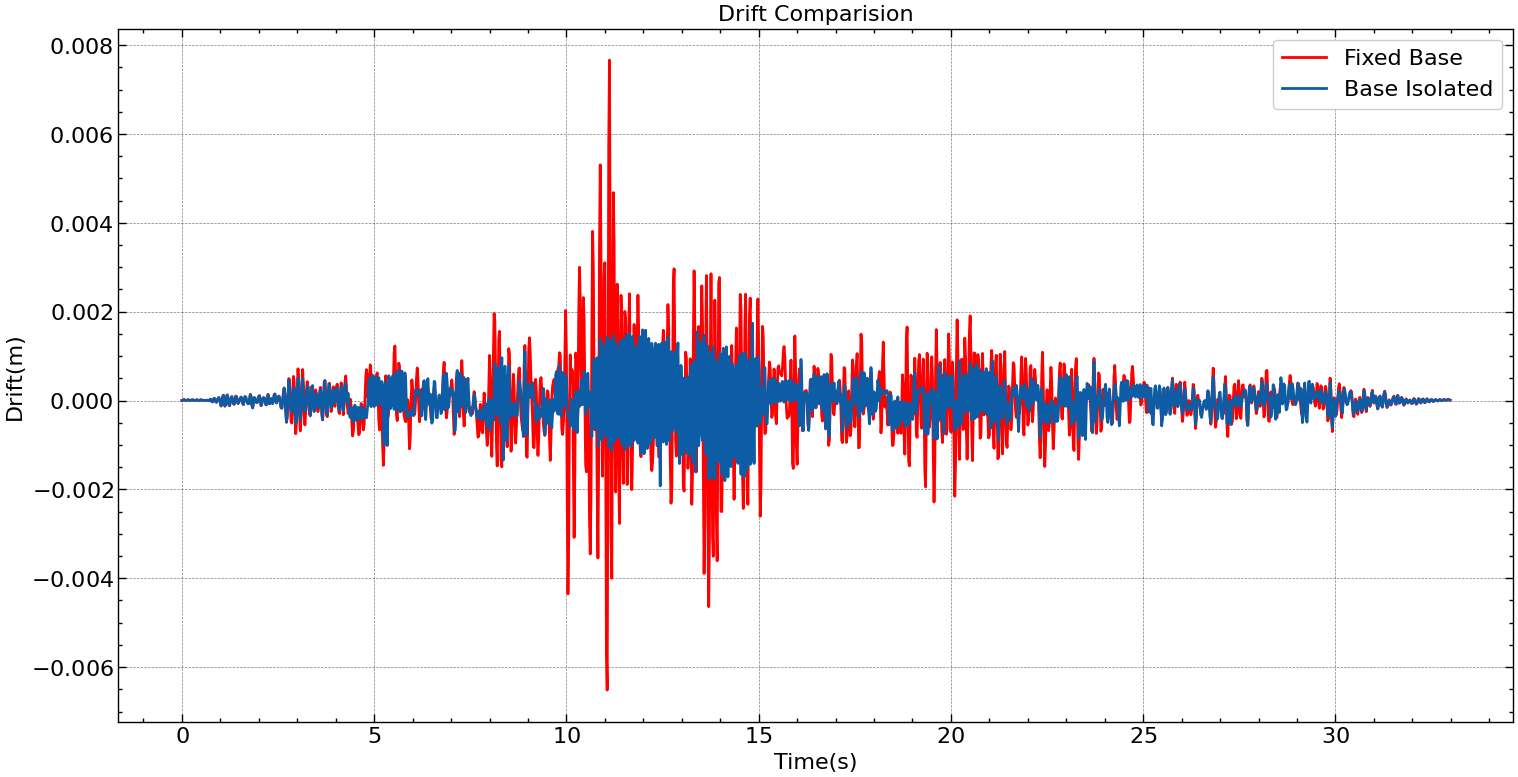 Drift Comparision
Fixed Base
Base Isolated
Drift(m)
0.008
0.006
0.004
0.002
0.000
−0.002
−0.004
−0.006
0 5 10 15 20 25 30
Time(s)